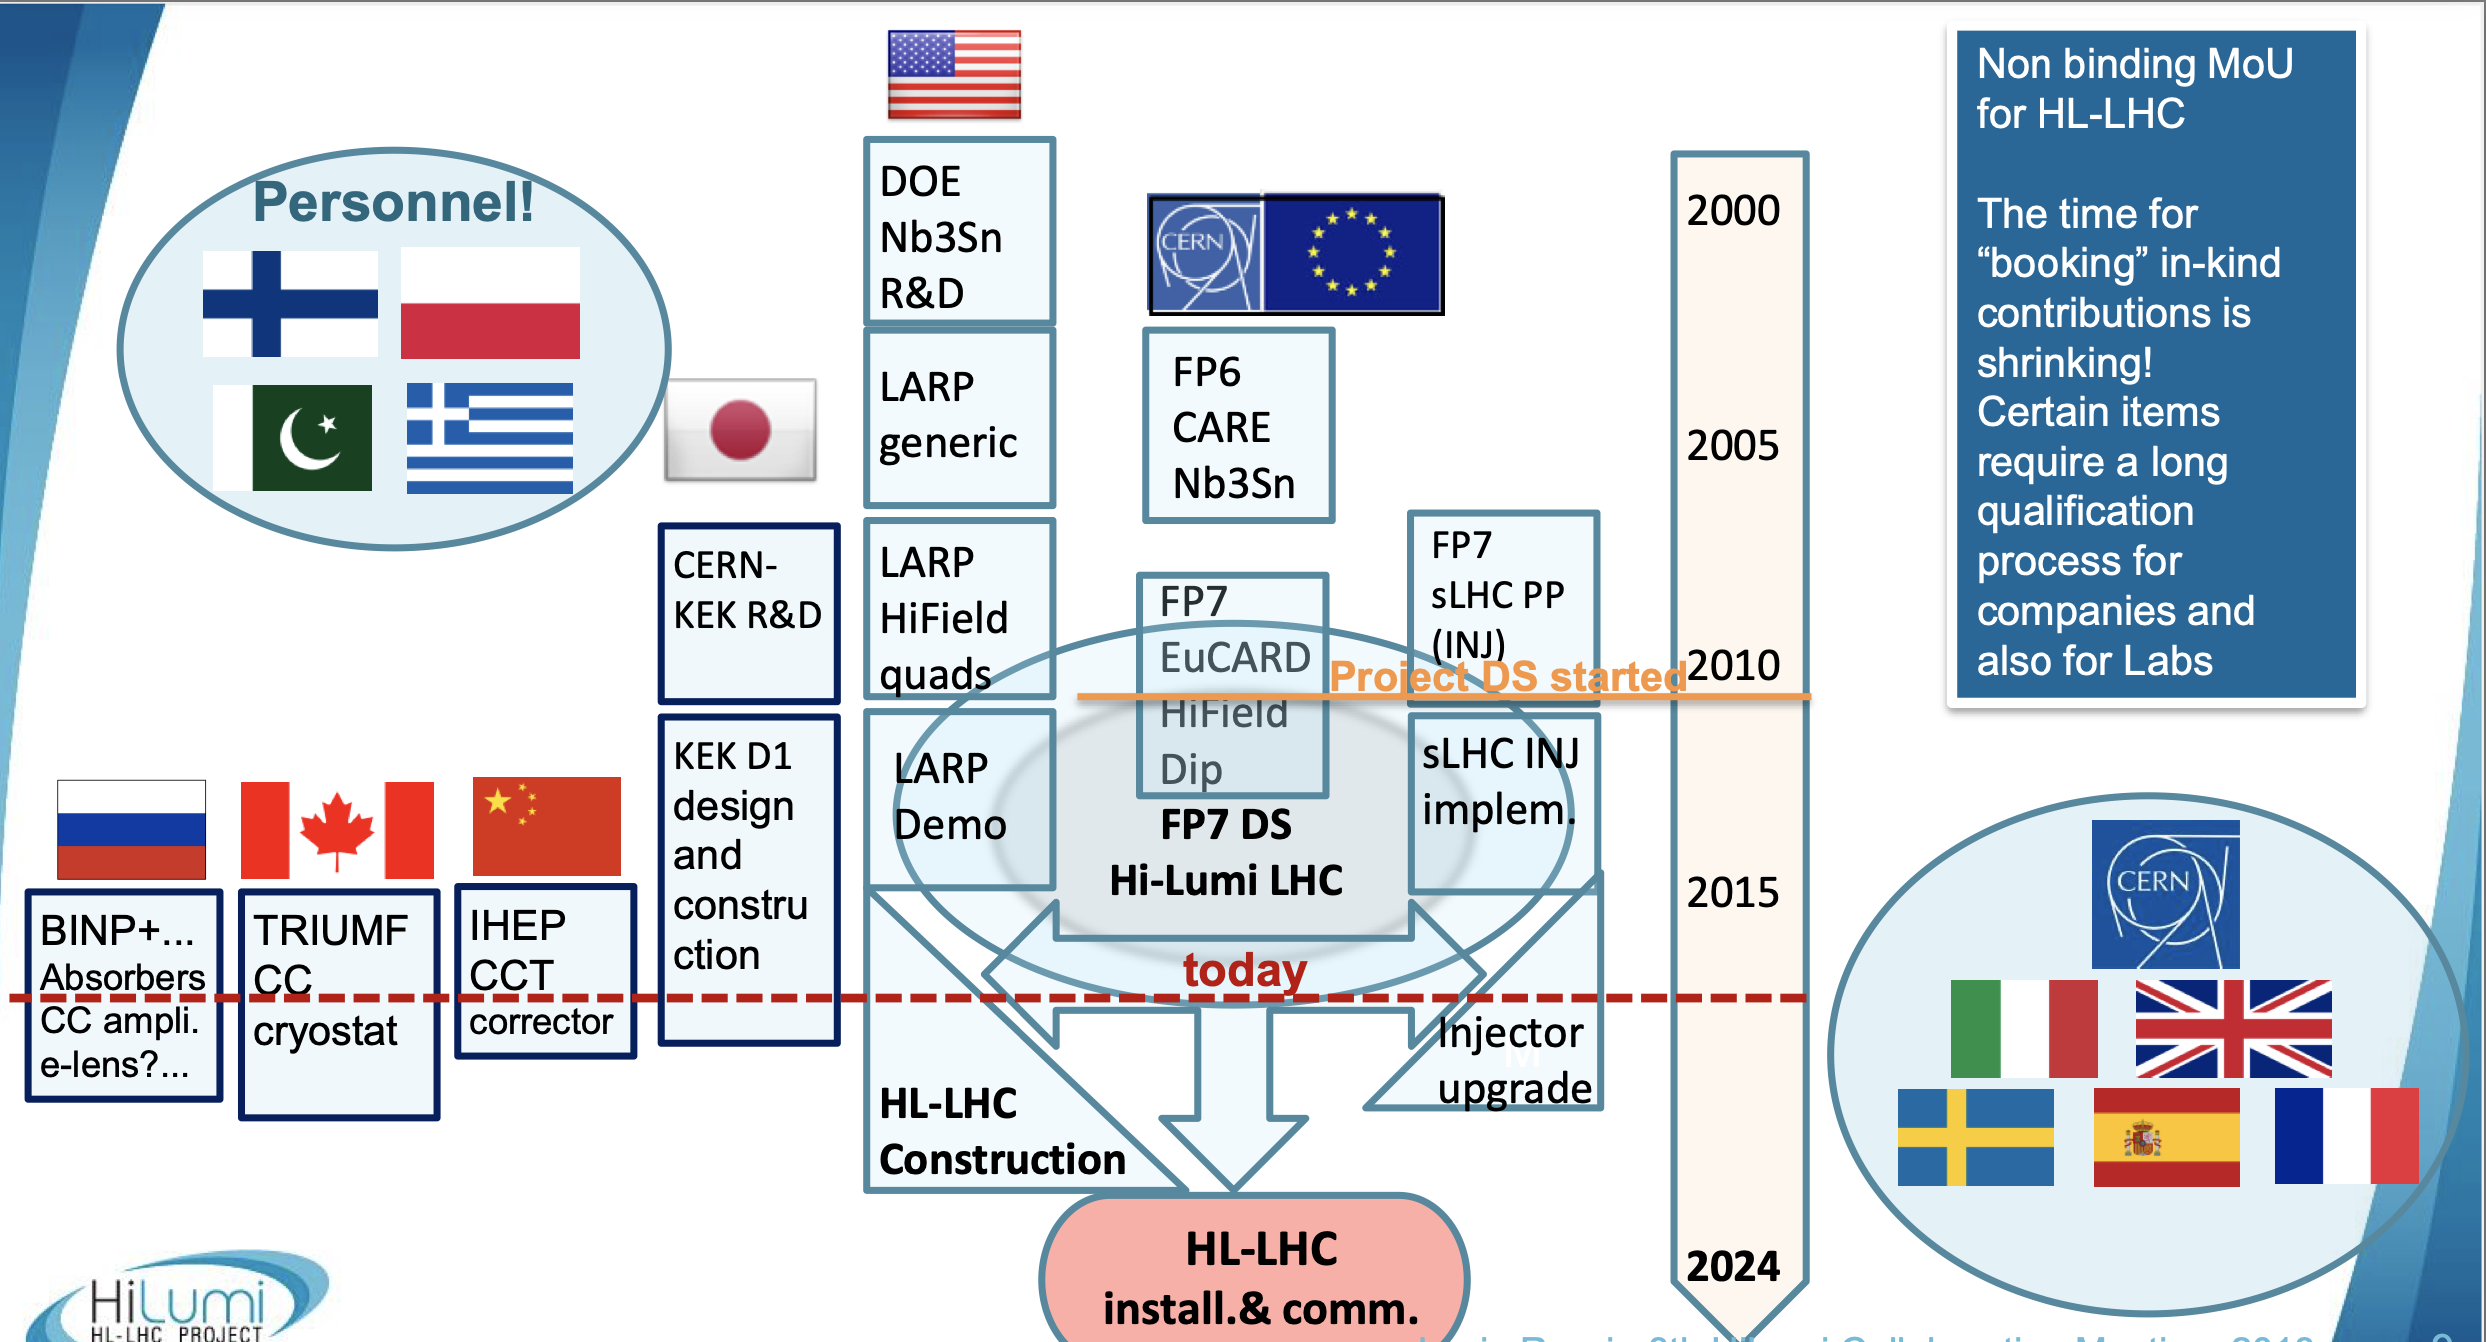 Personnel!
DOE
Nb3Sn
R&D
LARP
generic
LARP
HiField
quads
LARP
Demo
CERN
FP6
CARE
Nb3Sn
FP7
EuCARD
HiField
Dip
FP7
sLHC PP
(INJ)
Project DS started
sLHC INJ
implem.
FP7 DS
Hi-Lumi LHC
today
CERN-
KEK R&D
KEK D1
design
and
constru
ction
BINP+...
Absorbers
CC ampli.
e-lens?...
TRIUMF
CC
cryostat
IHEP
CCT
corrector
HL-LHC
Construction
Injector
upgrade
M
HL-LHC
install.& comm.
2000
2005
2010
2015
2024
Non binding MoU
for HL-LHC
The time for
“booking” in-kind
contributions is
shrinking!
Certain items
require a long
qualification
process for
companies and
also for Labs
CERN
HiLumi
HL-LHC PROJECT